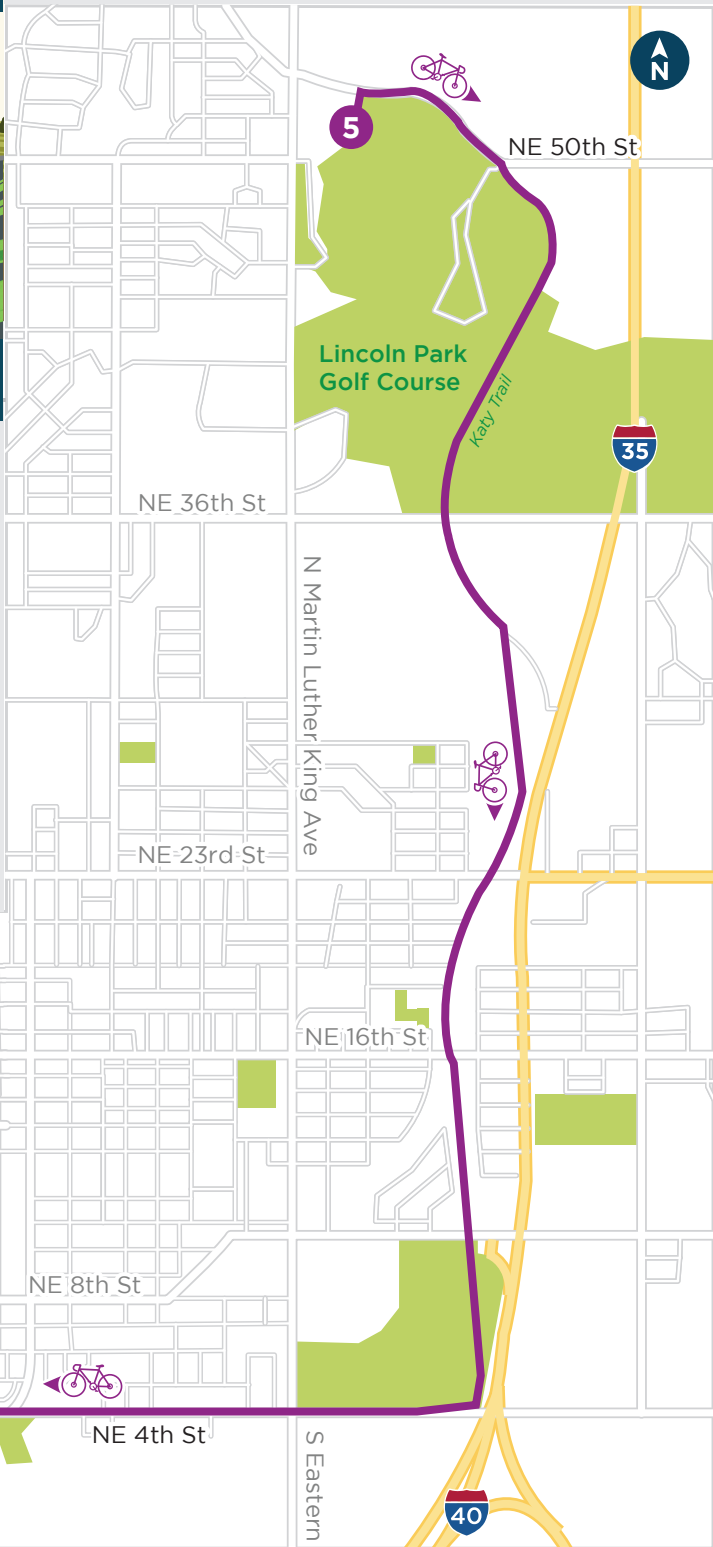 N
5
NE 50th St
Lincoln Park
Golf Course
Katy Trail
35
NE 36th St
N Martin Luther King Ave
NE 23rd St
NE 16th St
NE 8th St
NE 4th St
S Eastern
40